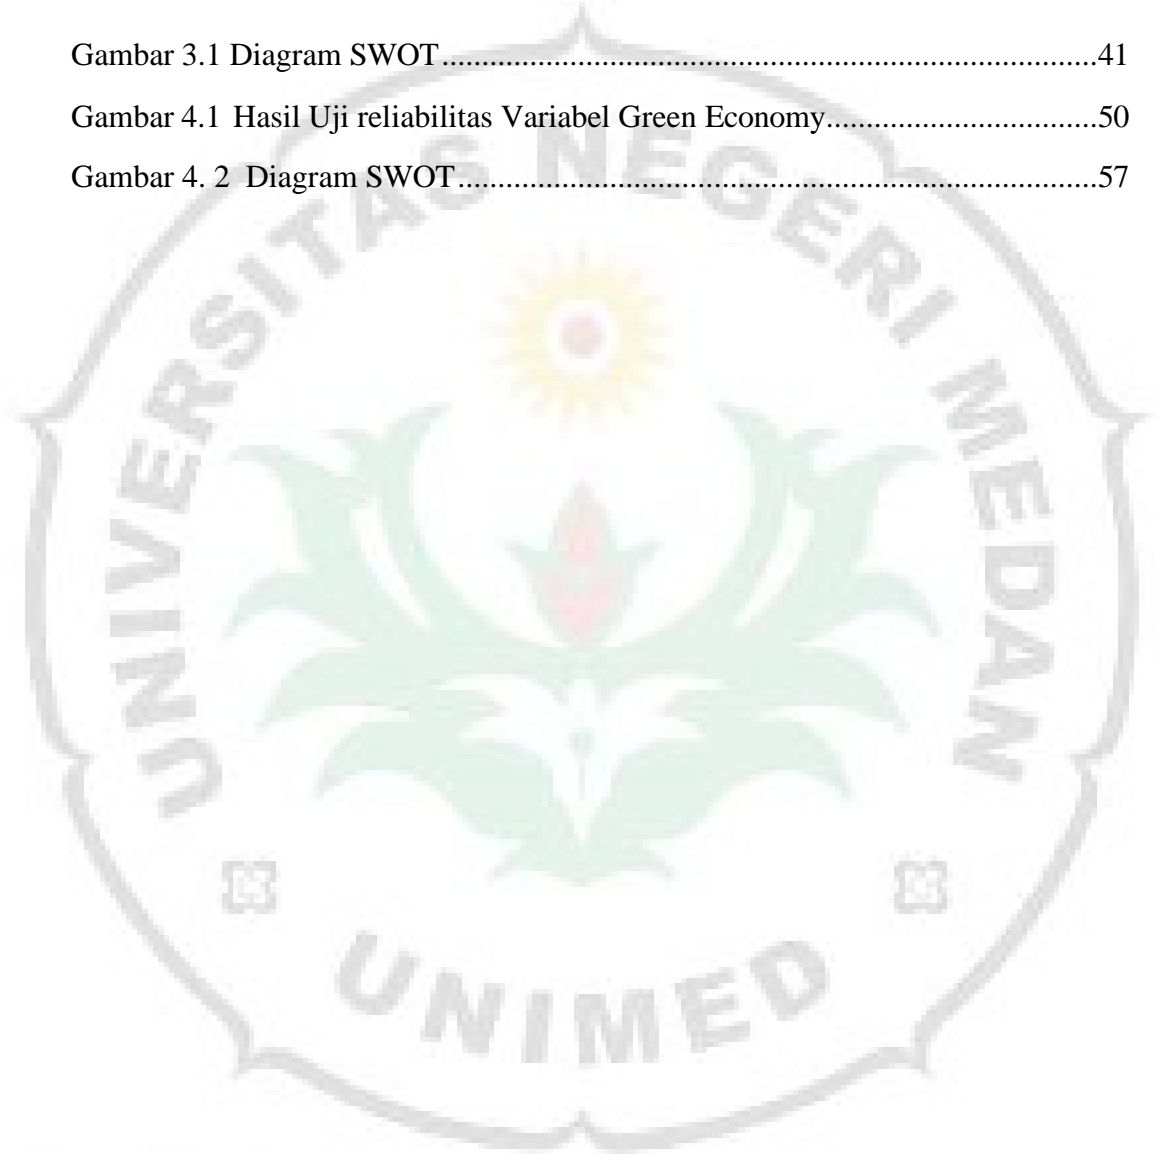 Gambar 3.1 Diagram SWOT..................................................................................41
Gambar 4.1 Hasil Uji reliabilitas Variabel Green Economy..................................50
Gambar 4. 2 Diagram SWOT................................................................................57
UNIVERSITAS NEGERI MEDAN
UNIMED